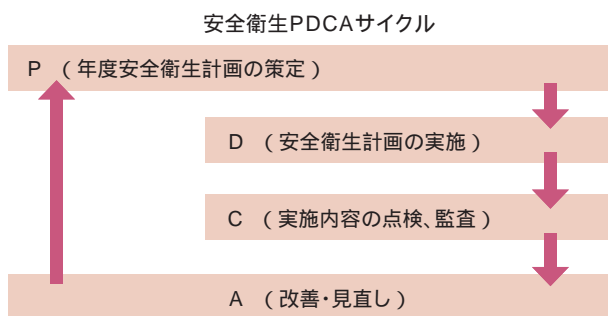 安全衛生PDCAサイクル
P （年度安全衛生計画の策定）
D （安全衛生計画の実施）
C （実施内容の点検、監査）
A （改善・見直し）